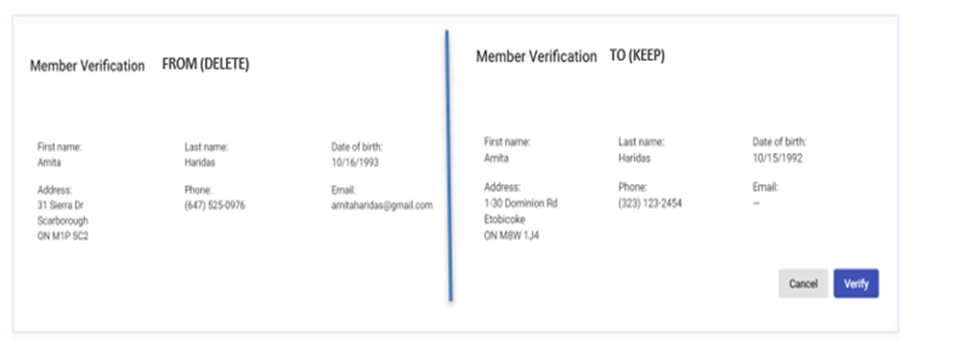 Member Verification FROM (DELETE)
First name:
Amita
Last name:
Haridas
Date of birth:
10/16/1993
Address:
31 Sierra Dr
Scarborough
ON M1P 5C2
Phone:
(647) 525-0976
Email:
amitaharidas@gmail.com
Member Verification TO (KEEP)
First name:
Amita
Last name:
Haridas
Date of birth:
10/15/1992
Address:
1-30 Dominion Rd
Etobicoke
ON M8W 1J4
Phone:
(323) 123-2454
Email:
--
Cancel
Verify